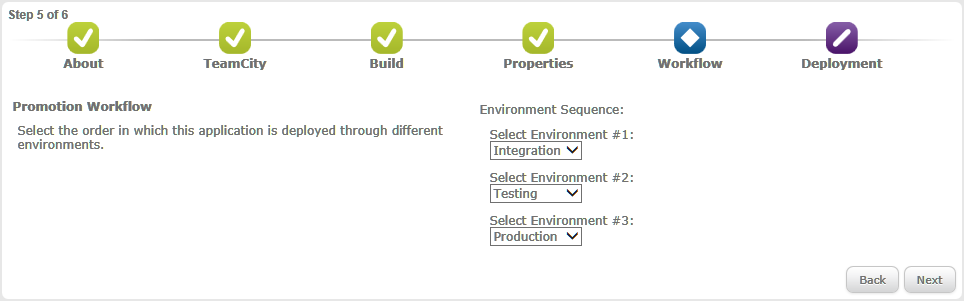 Step 5 of 6
About
TeamCity
Build
Properties
Workflow
Deployment
Promotion Workflow
Select the order in which this application is deployed through different
environments.
Environment Sequence:
Select Environment #1:
Integration
Select Environment #2:
Testing
Select Environment #3:
Production
Back
Next